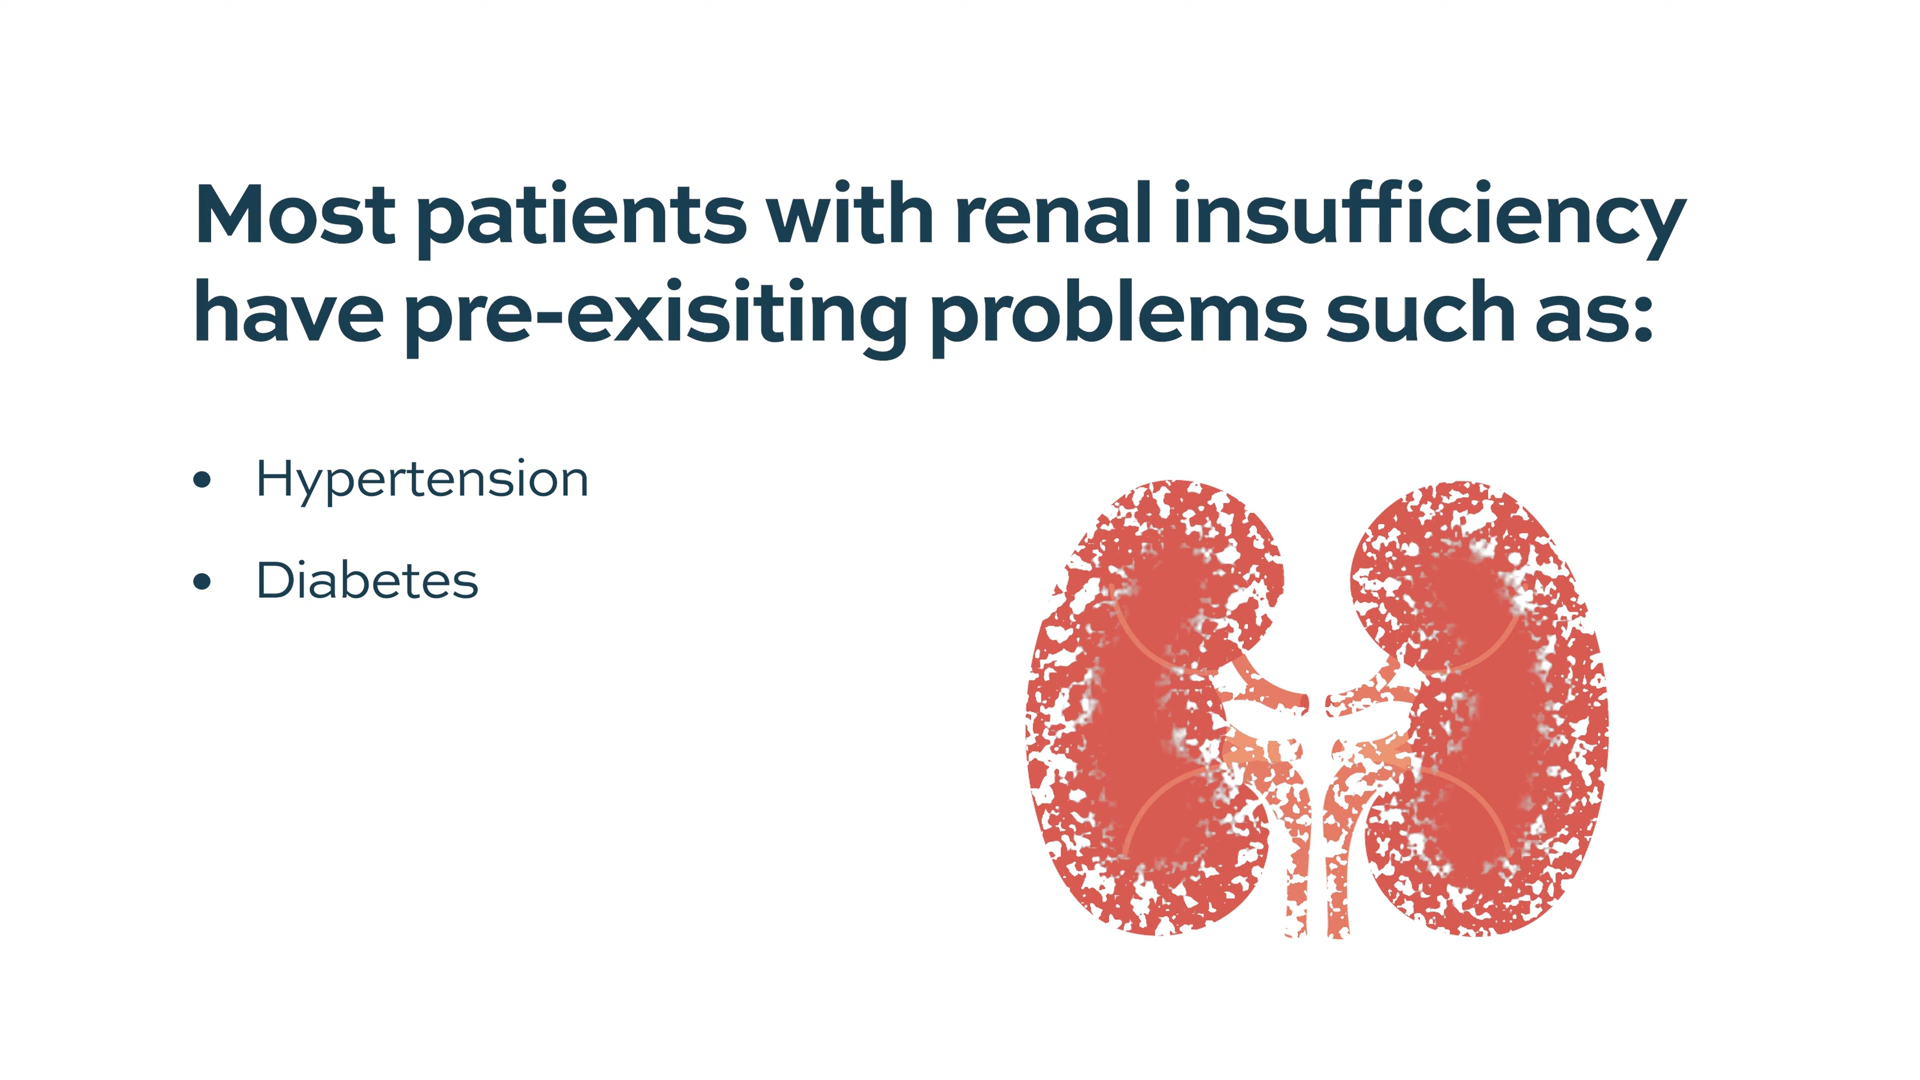 Most patients with renal insufficiency
have pre-exisiting problems such as:
• Hypertension
• Diabetes